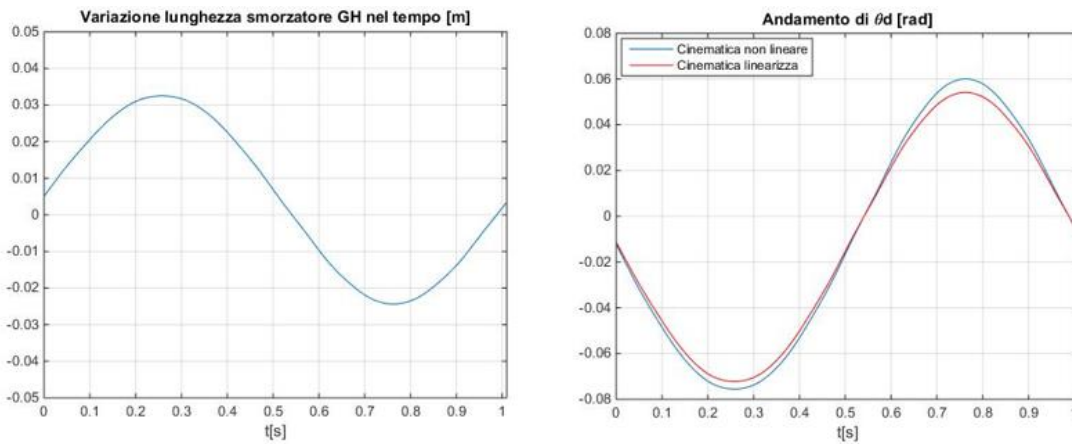 Variazione lunghezza smorzatore GH nel tempo [m]
0.05
0.04
0.03
0.02
0.01
0
-0.01
-0.02
-0.03
-0.04
-0.05
0 0.1 0.2 0.3 0.4 0.5 0.6 0.7 0.8 0.9 1
t[s]
Andamento di θd [rad]
Cinematica non lineare
Cinematica linearizza
0.08
0.06
0.04
0.02
0
-0.02
-0.04
-0.06
-0.08
0 0.1 0.2 0.3 0.4 0.5 0.6 0.7 0.8 0.9
t[s]